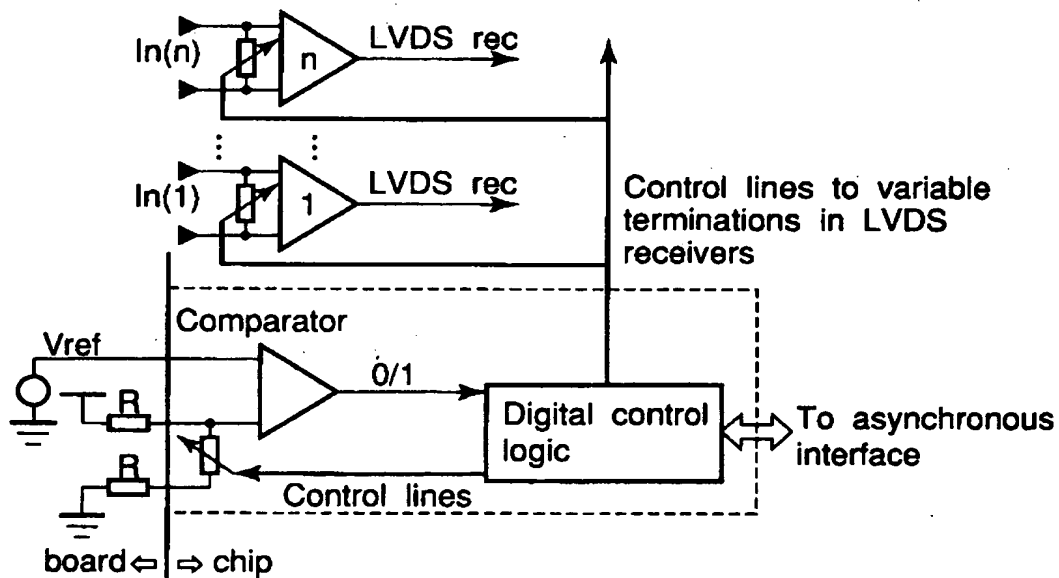 In(n)
n
LVDS rec
In(1)
1
LVDS rec
Control lines to variable
terminations in LVDS
receivers
Comparator
Vref
0/1
R
Digital control
logic
To asynchronous
interface
R
Control lines
board ⇦ ⇨ chip